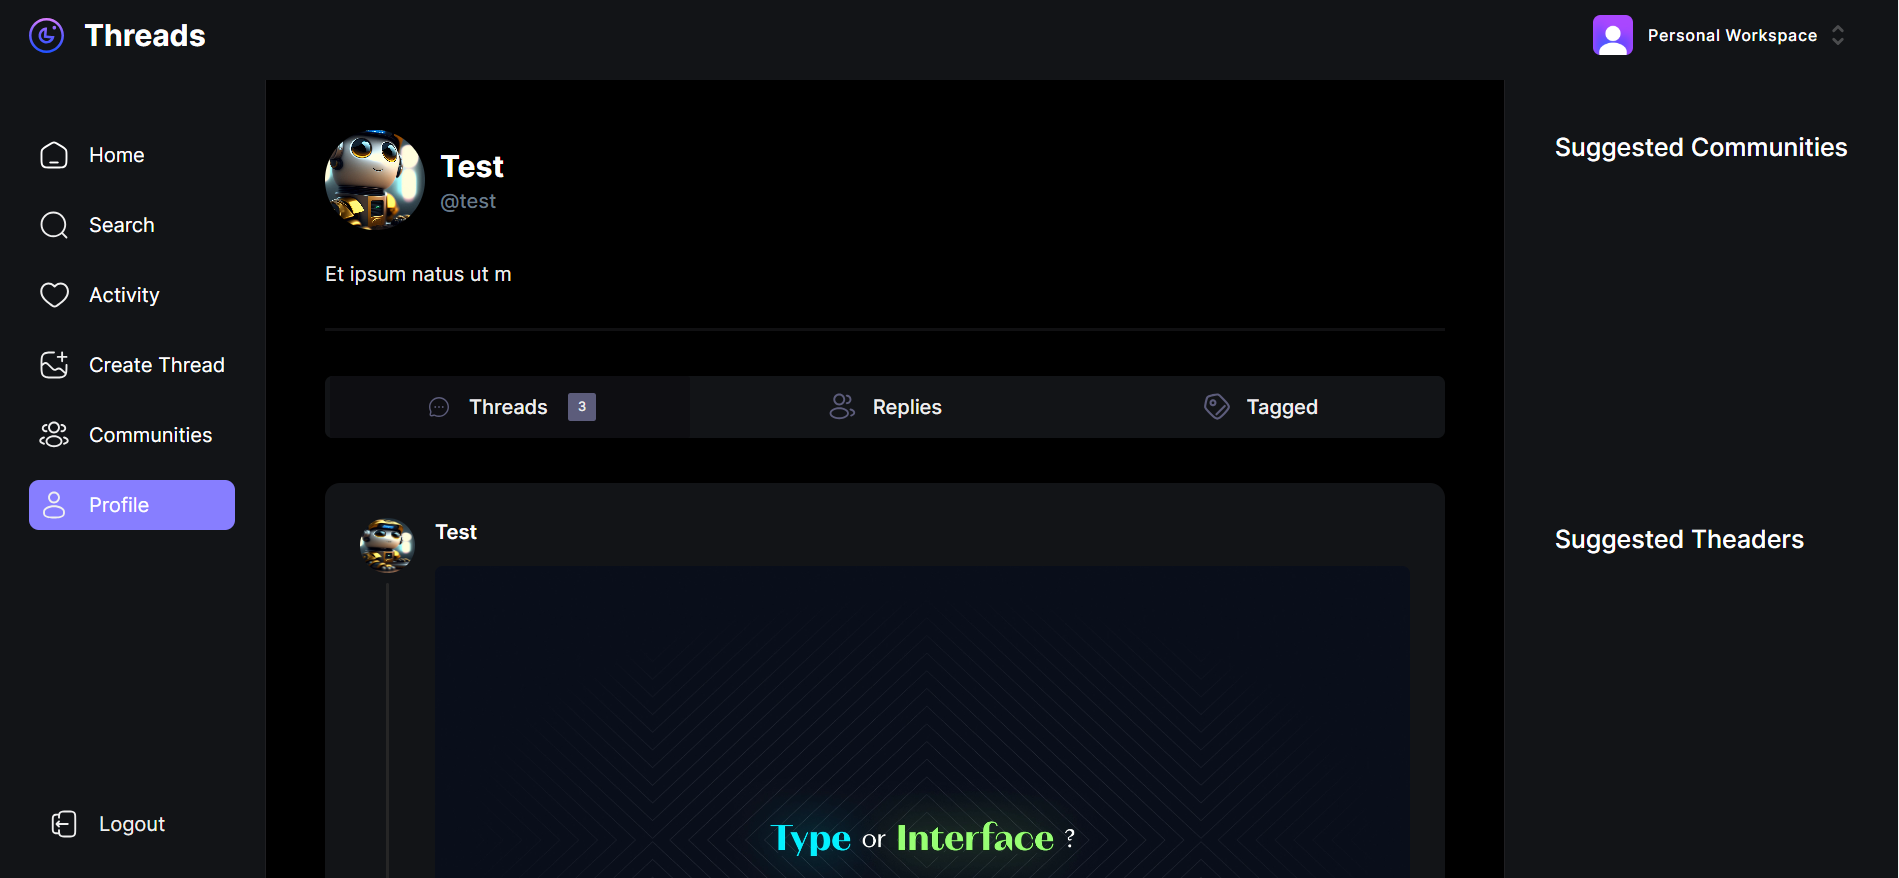 Threads
Personal Workspace
Home
Search
Activity
Create Thread
Communities
Profile
Logout
Test
@test
Et ipsum natus ut m
Threads 3
Replies
Tagged
Test
Type or Interface ?
Suggested Communities
Suggested Theaders